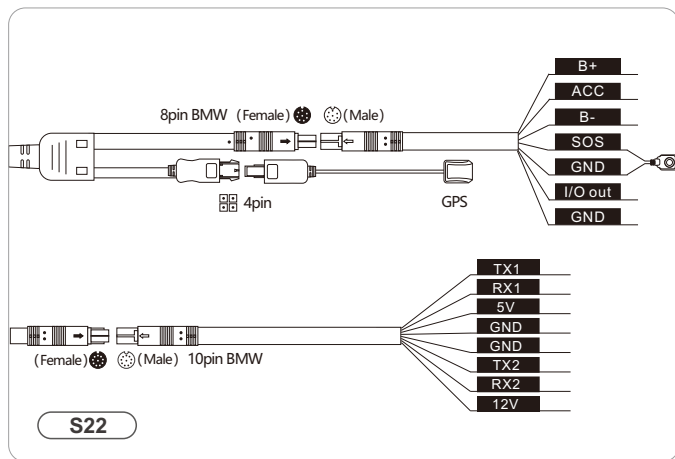 B+
ACC
8pin BMW (Female) (Male)
B-
SOS
GND
I/O out
GND
4pin
GPS
TX1
RX1
5V
GND
GND
TX2
RX2
12V
(Female) (Male) 10pin BMW
S22